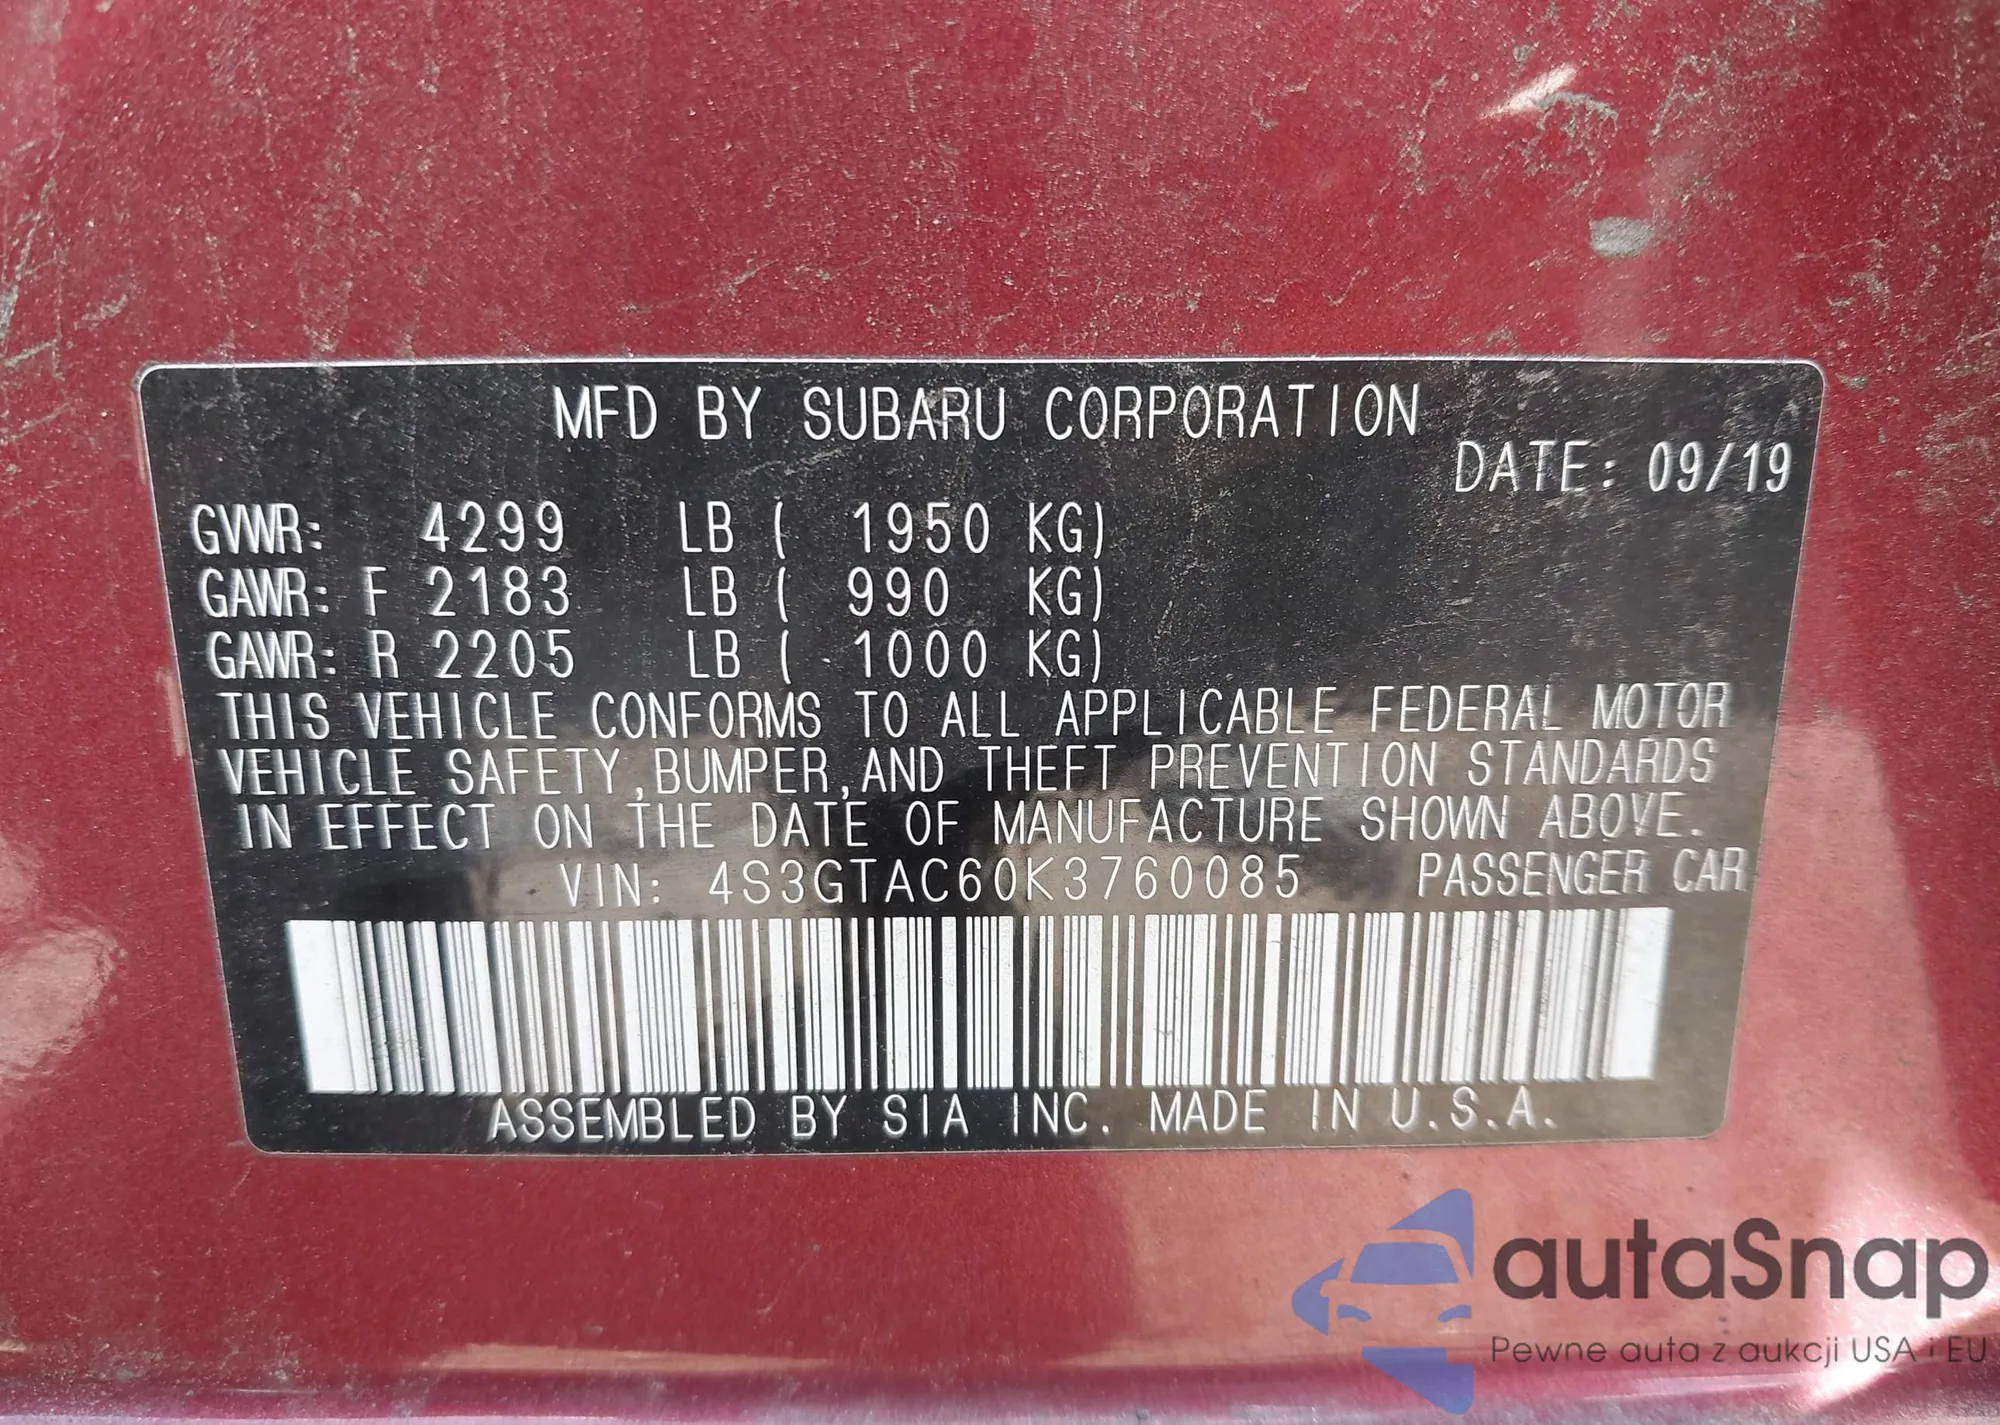 MFD BY SUBARU CORPORATION
DATE: 09/19
GVWR: 4299 LB ( 1950 KG)
GAWR: F 2183 LB ( 990 KG)
GAWR: R 2205 LB ( 1000 KG)
THIS VEHICLE CONFORMS TO ALL APPLICABLE FEDERAL MOTOR
VEHICLE SAFETY,BUMPER,AND THEFT PREVENTION STANDARDS
IN EFFECT ON THE DATE OF MANUFACTURE SHOWN ABOVE.
VIN: 4S3GTAC60K3760085 PASSENGER CAR
ASSEMBLED BY SIA INC. MADE IN U.S.A.
autaSnap
Pewne auta z aukcji USA i EU